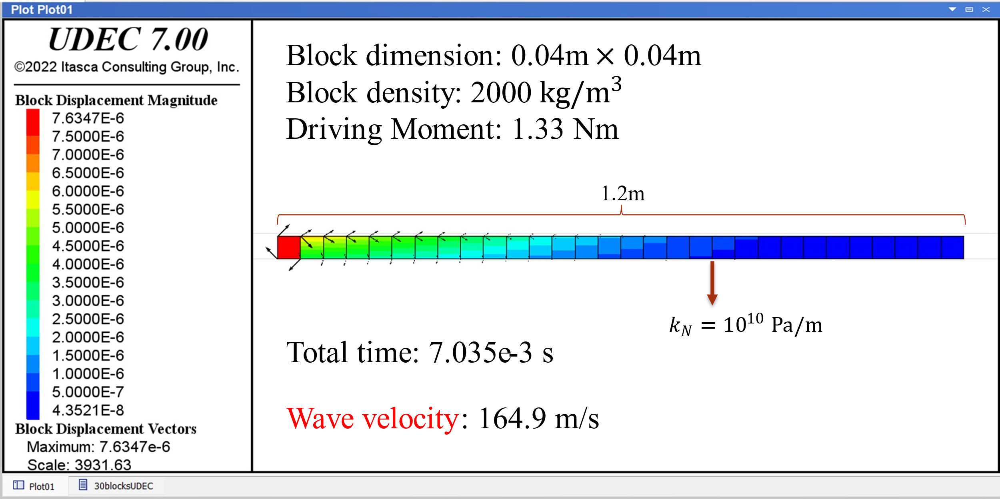 Plot Plot01
UDEC 7.00
©2022 Itasca Consulting Group, Inc.
Block Displacement Magnitude
7.6347E-6
7.5000E-6
7.0000E-6
6.5000E-6
6.0000E-6
5.5000E-6
5.0000E-6
4.5000E-6
4.0000E-6
3.5000E-6
3.0000E-6
2.5000E-6
2.0000E-6
1.5000E-6
1.0000E-6
5.0000E-7
4.3521E-8
Block Displacement Vectors
Maximum: 7.6347e-6
Scale: 3931.63
Block dimension: 0.04m × 0.04m
Block density: 2000 kg/m³
Driving Moment: 1.33 Nm
1.2m
k_N = 10¹⁰ Pa/m
Total time: 7.035e-3 s
Wave velocity: 164.9 m/s
Plot01
30blocksUDEC